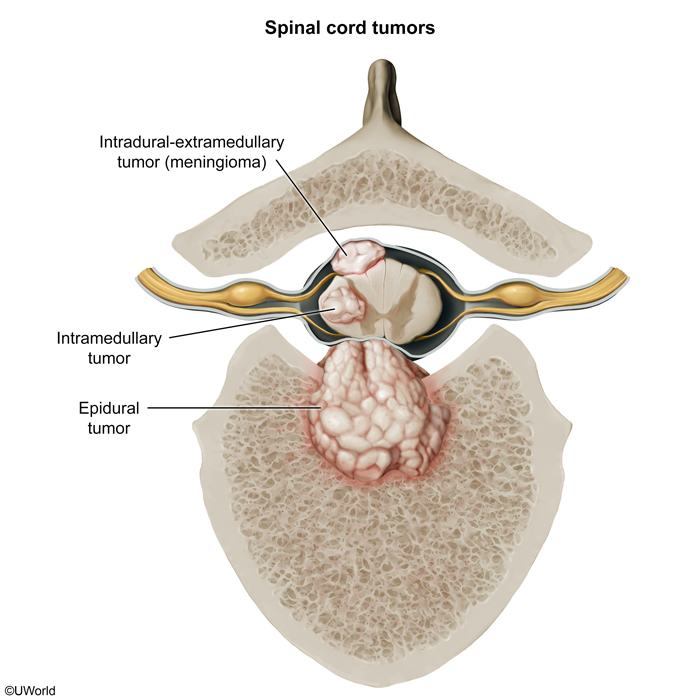 Spinal cord tumors
Intradural-extramedullary
tumor (meningioma)
Intramedullary
tumor
Epidural
tumor
©UWorld